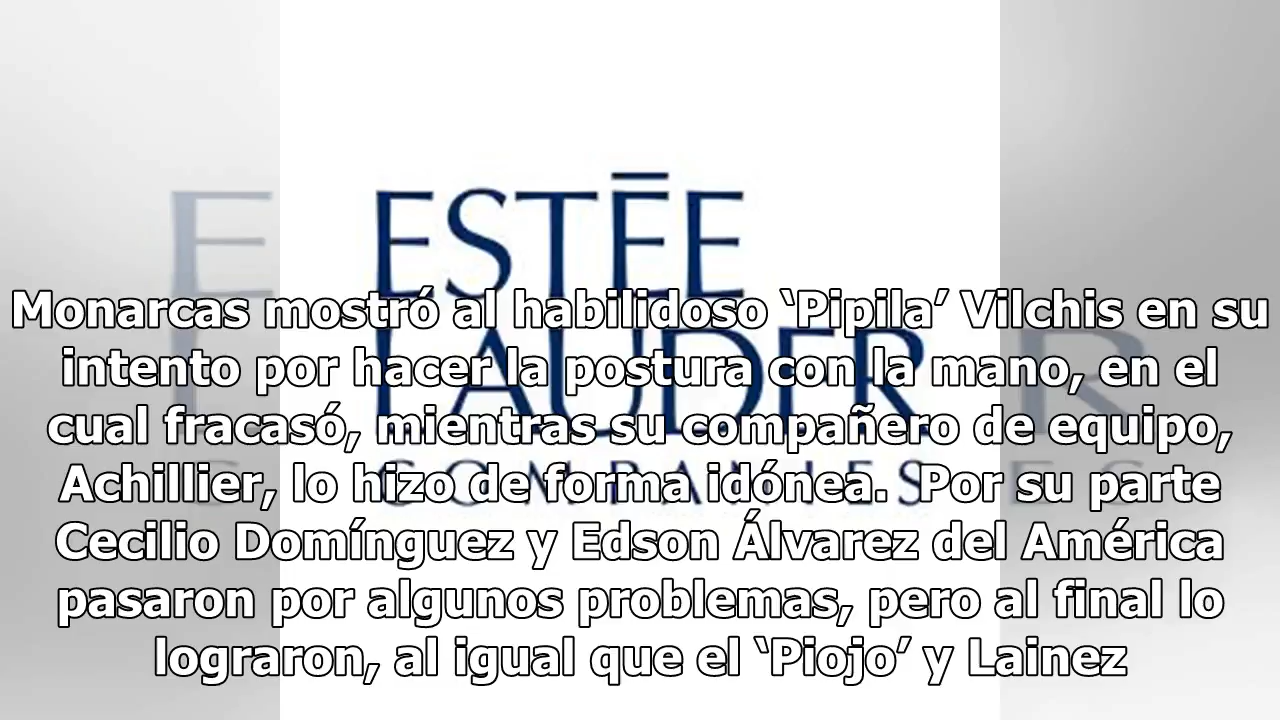 ESTÉE
LAUDER
COMPANIES
Monarcas mostró al habilidoso ‘Pipila’ Vilchis en su
intento por hacer la postura con la mano, en el
cual fracasó, mientras su compañero de equipo,
Achillier, lo hizo de forma idónea.  Por su parte
Cecilio Domínguez y Edson Álvarez del América
pasaron por algunos problemas, pero al final lo
lograron, al igual que el ‘Piojo’ y Lainez